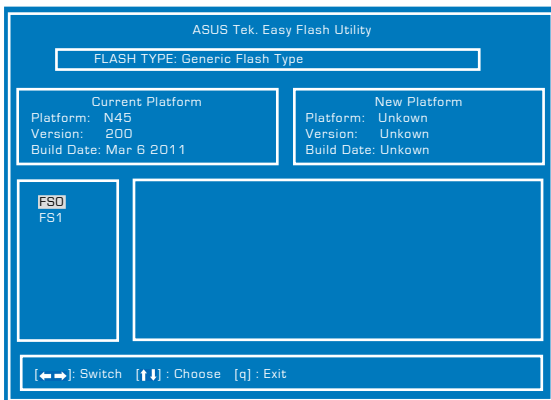 ASUS Tek. Easy Flash Utility
FLASH TYPE: Generic Flash Type
Current Platform
Platform: N45
Version: 200
Build Date: Mar 6 2011
New Platform
Platform: Unkown
Version: Unkown
Build Date: Unkown
FS0
FS1
[←→]: Switch [↑↓] : Choose [q] : Exit